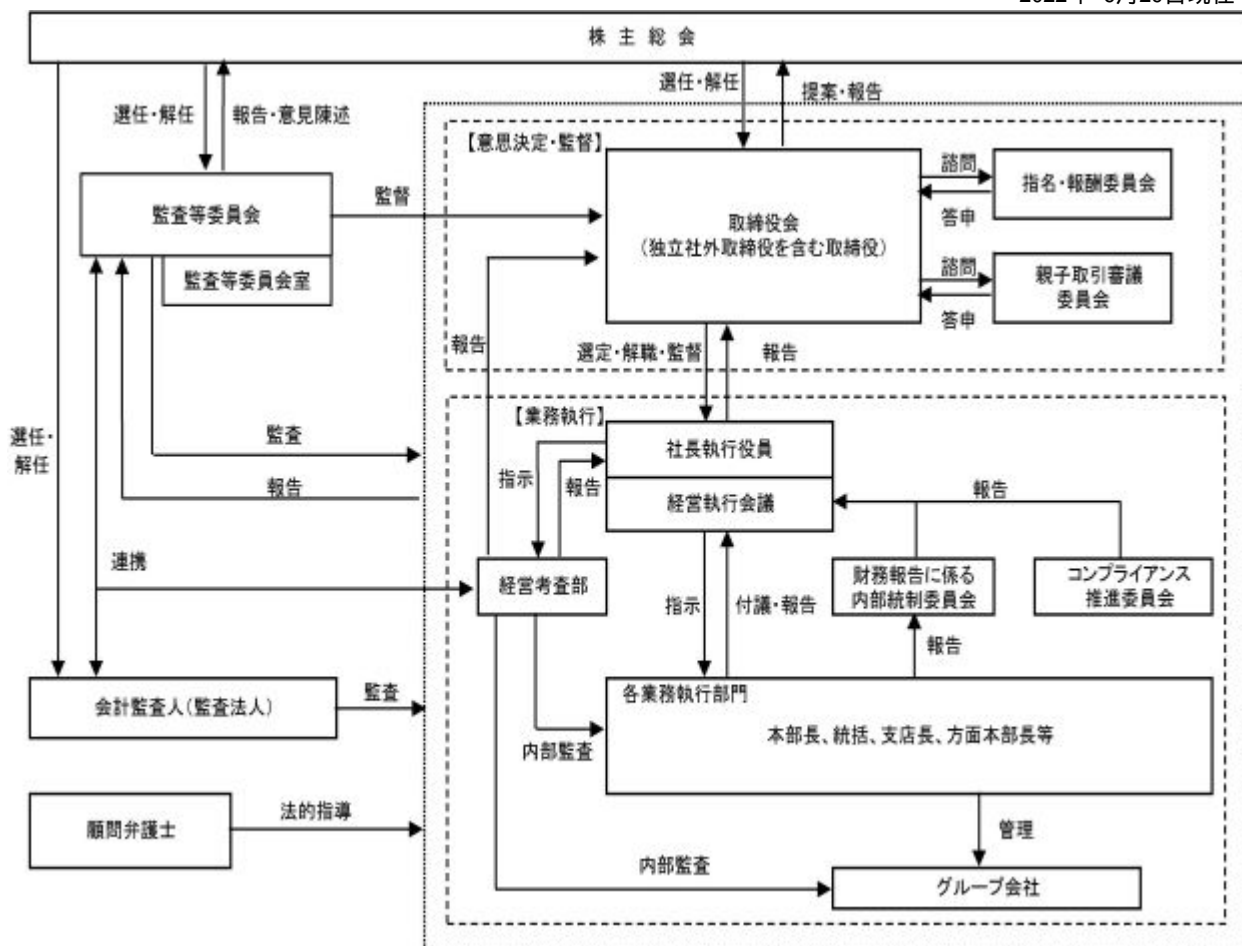 株主総会
選任・解任
報告・意見陳述
選任・解任
提案・報告
【意思決定・監督】
監査等委員会
監査等委員会室
監督
取締役会
(独立社外取締役を含む取締役)
諮問
指名・報酬委員会
答申
諮問
親子取引審議
委員会
答申
報告
選定・解職・監督
報告
【業務執行】
選任・
解任
監査
報告
社長執行役員
指示
報告
経営執行会議
報告
連携
経営考査部
指示
付議・報告
財務報告に係る
内部統制委員会
コンプライアンス
推進委員会
報告
会計監査人(監査法人)
監査
各業務執行部門
本部長、統括、支店長、方面本部長等
内部監査
顧問弁護士
法的指導
管理
内部監査
グループ会社